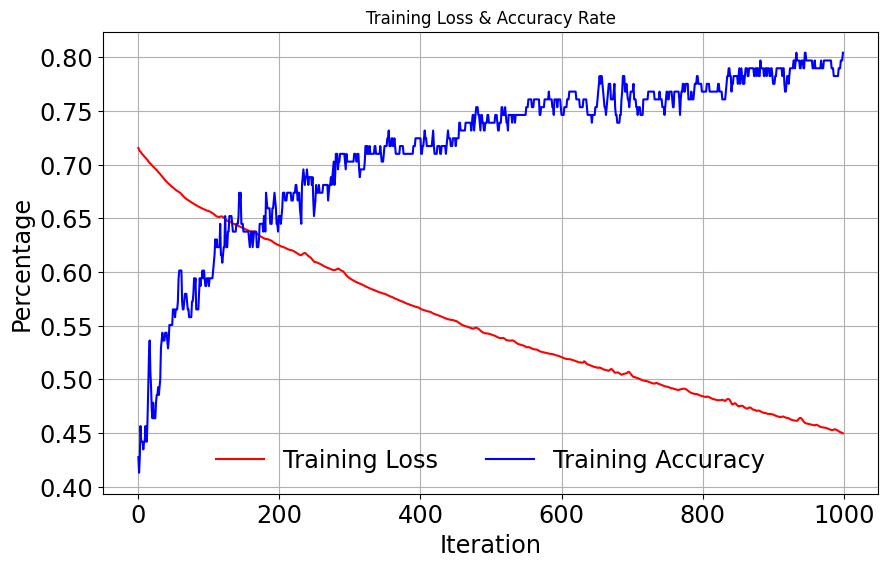 Training Loss & Accuracy Rate
Percentage
0.80
0.75
0.70
0.65
0.60
0.55
0.50
0.45
0.40
Training Loss Training Accuracy
0 200 400 600 800 1000
Iteration